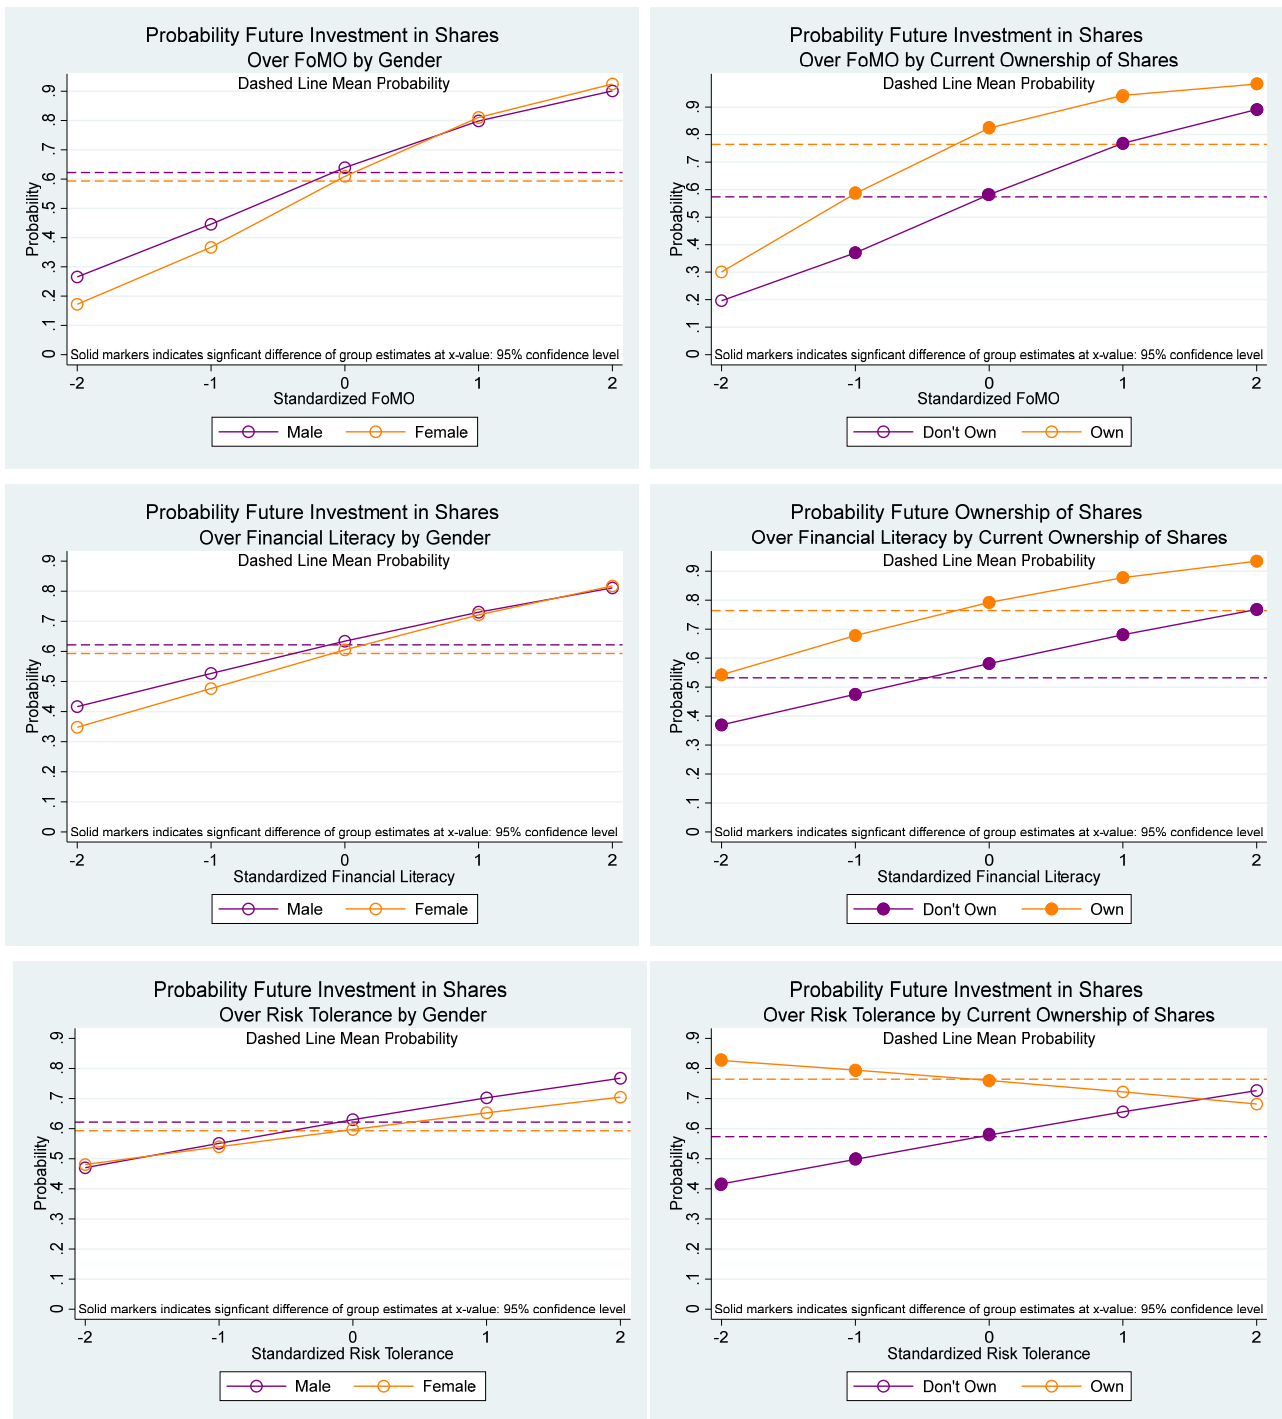 Probability Future Investment in Shares
Over FoMO by Gender
Dashed Line Mean Probability
Probability
.9
.8
.7
.6
.5
.4
.3
.2
.1
0
Solid markers indicates signficant difference of group estimates at x-value: 95% confidence level
-2 -1 0 1 2
Standardized FoMO
Male Female
Probability Future Investment in Shares
Over FoMO by Current Ownership of Shares
Dashed Line Mean Probability
Probability
.9
.8
.7
.6
.5
.4
.3
.2
.1
0
Solid markers indicates signficant difference of group estimates at x-value: 95% confidence level
-2 -1 0 1 2
Standardized FoMO
Don't Own Own
Probability Future Investment in Shares
Over Financial Literacy by Gender
Dashed Line Mean Probability
Probability
.9
.8
.7
.6
.5
.4
.3
.2
.1
0
Solid markers indicates signficant difference of group estimates at x-value: 95% confidence level
-2 -1 0 1 2
Standardized Financial Literacy
Male Female
Probability Future Ownership of Shares
Over Financial Literacy by Current Ownership of Shares
Dashed Line Mean Probability
Probability
.9
.8
.7
.6
.5
.4
.3
.2
.1
0
Solid markers indicates signficant difference of group estimates at x-value: 95% confidence level
-2 -1 0 1 2
Standardized Financial Literacy
Don't Own Own
Probability Future Investment in Shares
Over Risk Tolerance by Gender
Dashed Line Mean Probability
Probability
.9
.8
.7
.6
.5
.4
.3
.2
.1
0
Solid markers indicates signficant difference of group estimates at x-value: 95% confidence level
-2 -1 0 1 2
Standardized Risk Tolerance
Male Female
Probability Future Investment in Shares
Over Risk Tolerance by Current Ownership of Shares
Dashed Line Mean Probability
Probability
.9
.8
.7
.6
.5
.4
.3
.2
.1
0
Solid markers indicates signficant difference of group estimates at x-value: 95% confidence level
-2 -1 0 1 2
Standardized Risk Tolerance
Don't Own Own